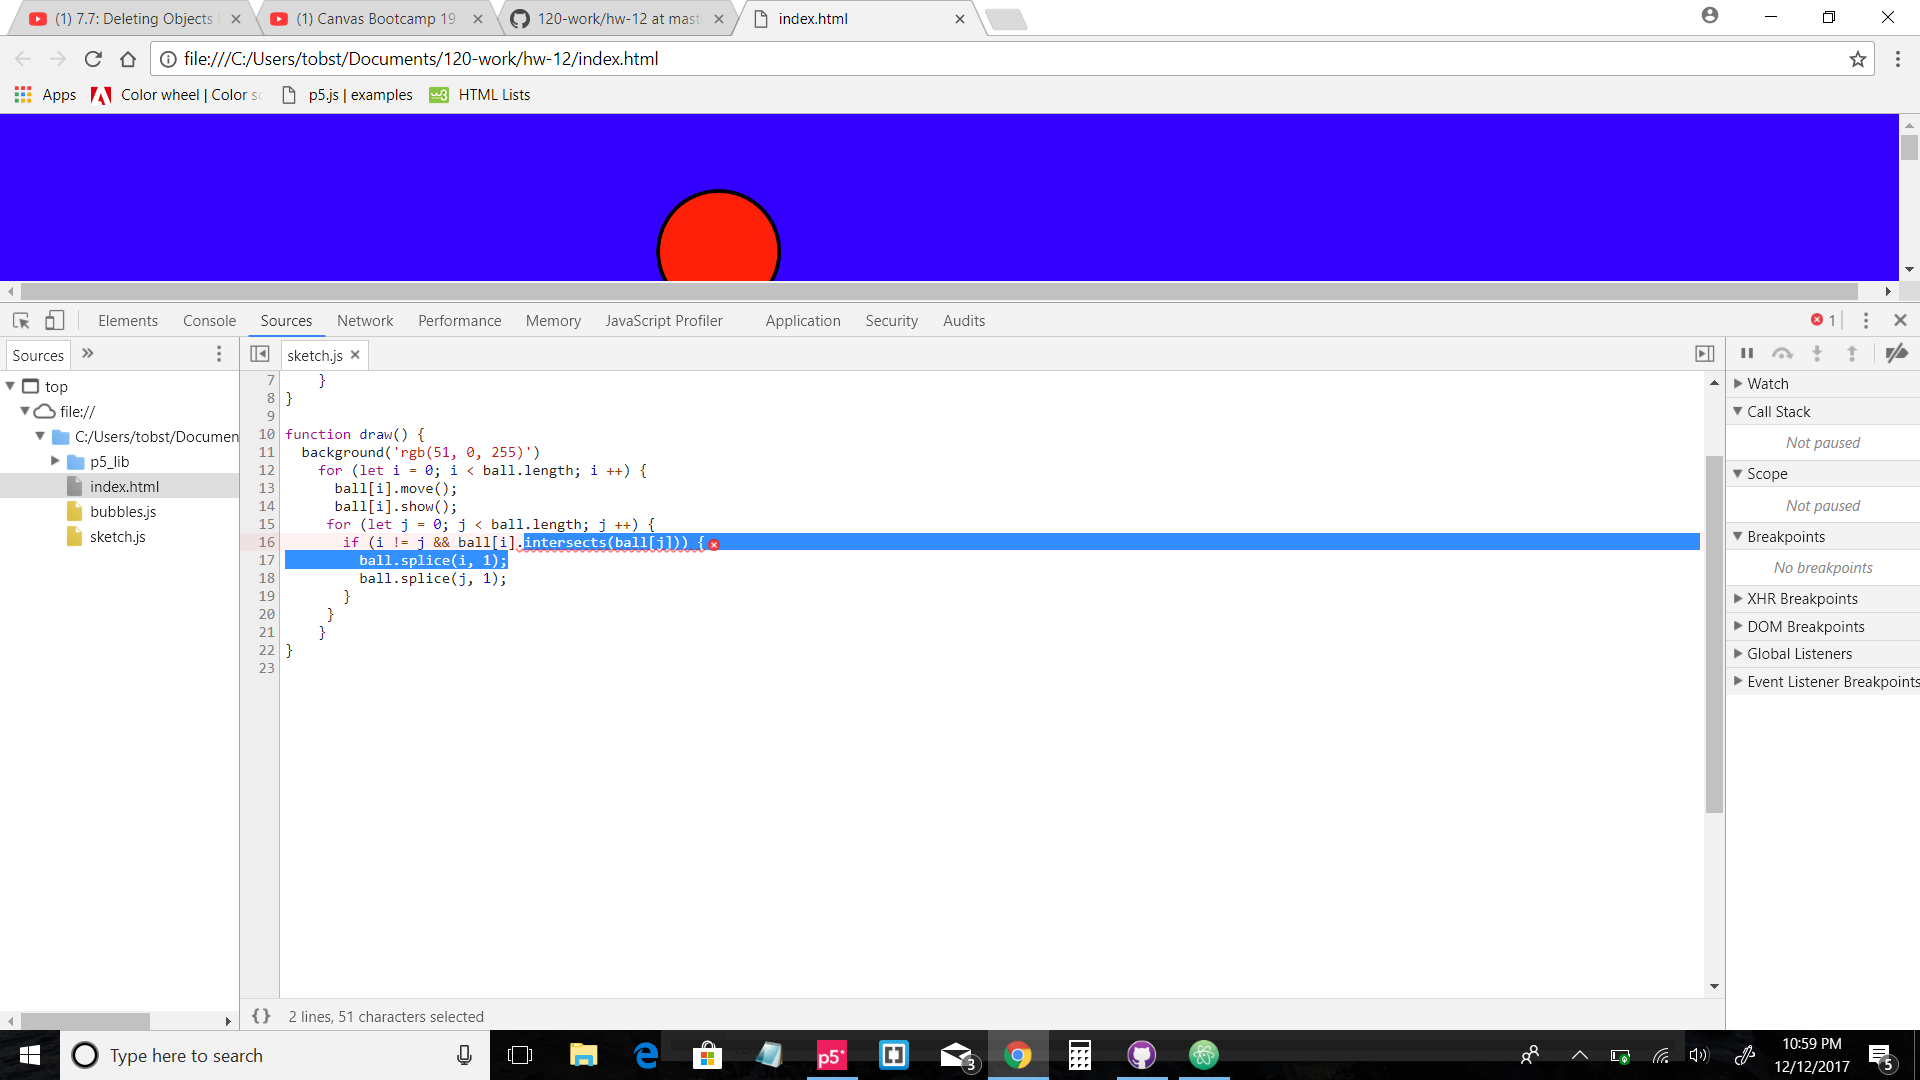 (1) 7.7: Deleting Objects
(1) Canvas Bootcamp 19
120-work/hw-12 at mast
index.html
file:///C:/Users/tobst/Documents/120-work/hw-12/index.html
Apps
Color wheel | Color sc
p5.js | examples
w3
HTML Lists
Elements
Console
Sources
Network
Performance
Memory
JavaScript Profiler
Application
Security
Audits
1
Sources
sketch.js
top
file://
C:/Users/tobst/Documen
p5_lib
index.html
bubbles.js
sketch.js
7 }
8 }
9
10 function draw() {
11 background('rgb(51, 0, 255)')
12 for (let i = 0; i < ball.length; i ++) {
13 ball[i].move();
14 ball[i].show();
15 for (let j = 0; j < ball.length; j ++) {
16 if (i != j && ball[i].intersects(ball[j])) {
17 ball.splice(i, 1);
18 ball.splice(j, 1);
19 }
20 }
21 }
22 }
23
{} 2 lines, 51 characters selected
Watch
Call Stack
Not paused
Scope
Not paused
Breakpoints
No breakpoints
XHR Breakpoints
DOM Breakpoints
Global Listeners
Event Listener Breakpoints
Type here to search
p5*
3
10:59 PM
12/12/2017
5